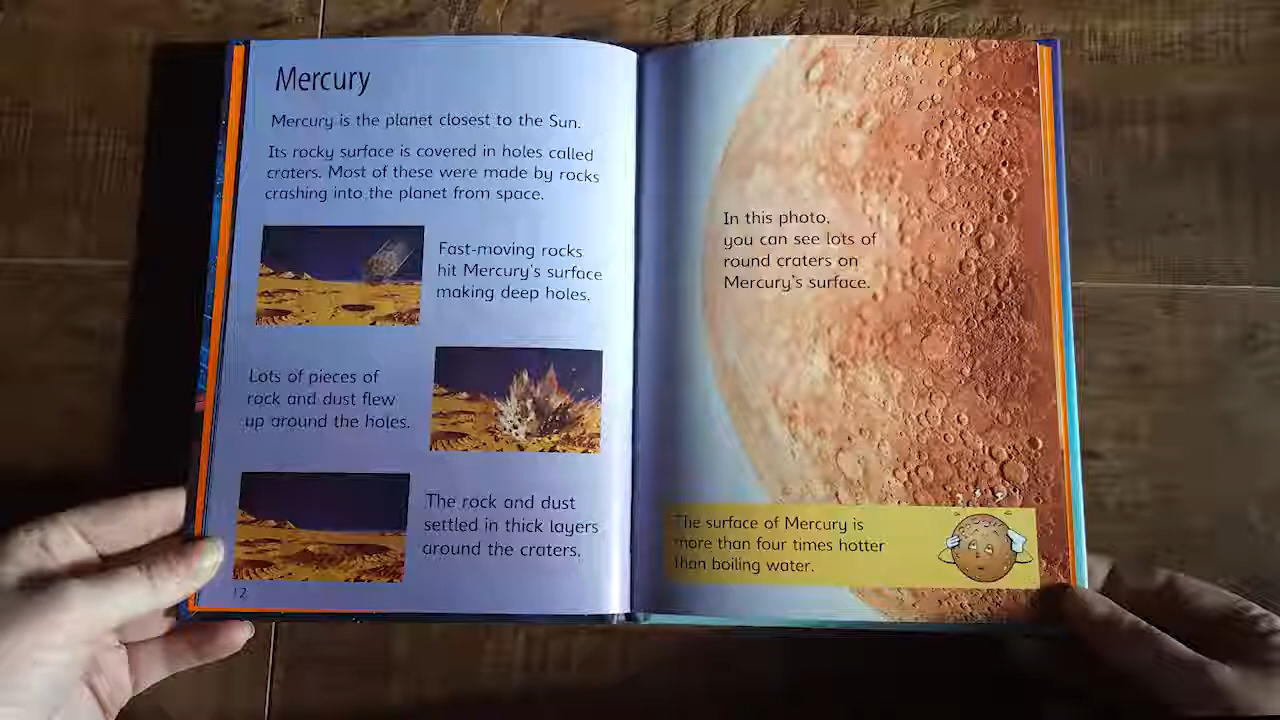 Mercury
Mercury is the planet closest to the Sun.
Its rocky surface is covered in holes called
craters. Most of these were made by rocks
crashing into the planet from space.
Fast-moving rocks
hit Mercury's surface
making deep holes.
Lots of pieces of
rock and dust flew
up around the holes.
The rock and dust
settled in thick layers
around the craters.
12
In this photo,
you can see lots of
round craters on
Mercury's surface.
The surface of Mercury is
more than four times hotter
than boiling water.